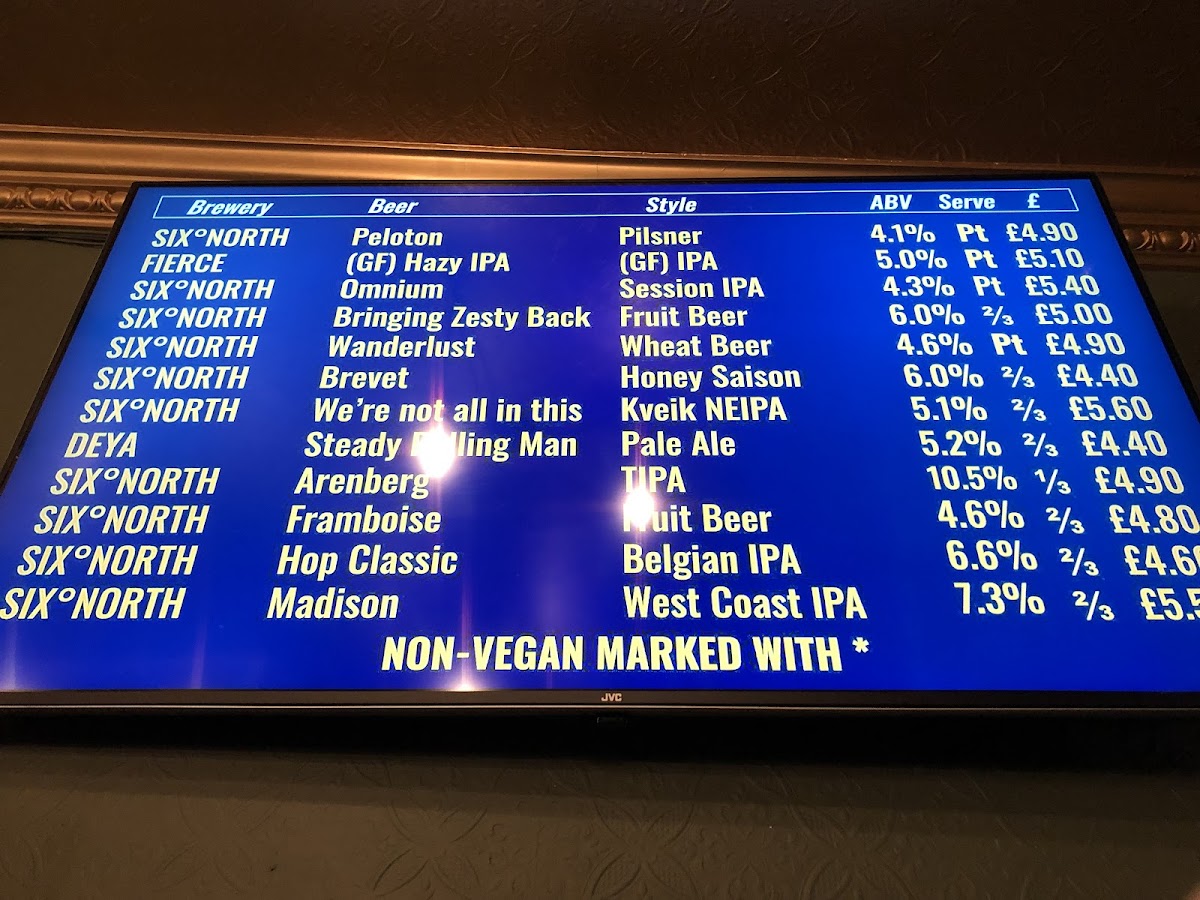 Brewery Beer Style ABV Serve £
SIX°NORTH Peloton Pilsner 4.1% Pt £4.90
FIERCE (GF) Hazy IPA (GF) IPA 5.0% Pt £5.10
SIX°NORTH Omnium Session IPA 4.3% Pt £5.40
SIX°NORTH Bringing Zesty Back Fruit Beer 6.0% ⅔ £5.00
SIX°NORTH Wanderlust Wheat Beer 4.6% Pt £4.90
SIX°NORTH Brevet Honey Saison 6.0% ⅔ £4.40
SIX°NORTH We're not all in this Kveik NEIPA 5.1% ⅔ £5.60
DEYA Steady Man Pale Ale 5.2% ⅔ £4.40
SIX°NORTH Arenberg TIPA 10.5% ⅓ £4.90
SIX°NORTH Framboise Fruit Beer 4.6% ⅔ £4.80
SIX°NORTH Hop Classic Belgian IPA 6.6% ⅔ £4.60
SIX°NORTH Madison West Coast IPA 7.3% ⅔
NON-VEGAN MARKED WITH *
JVC